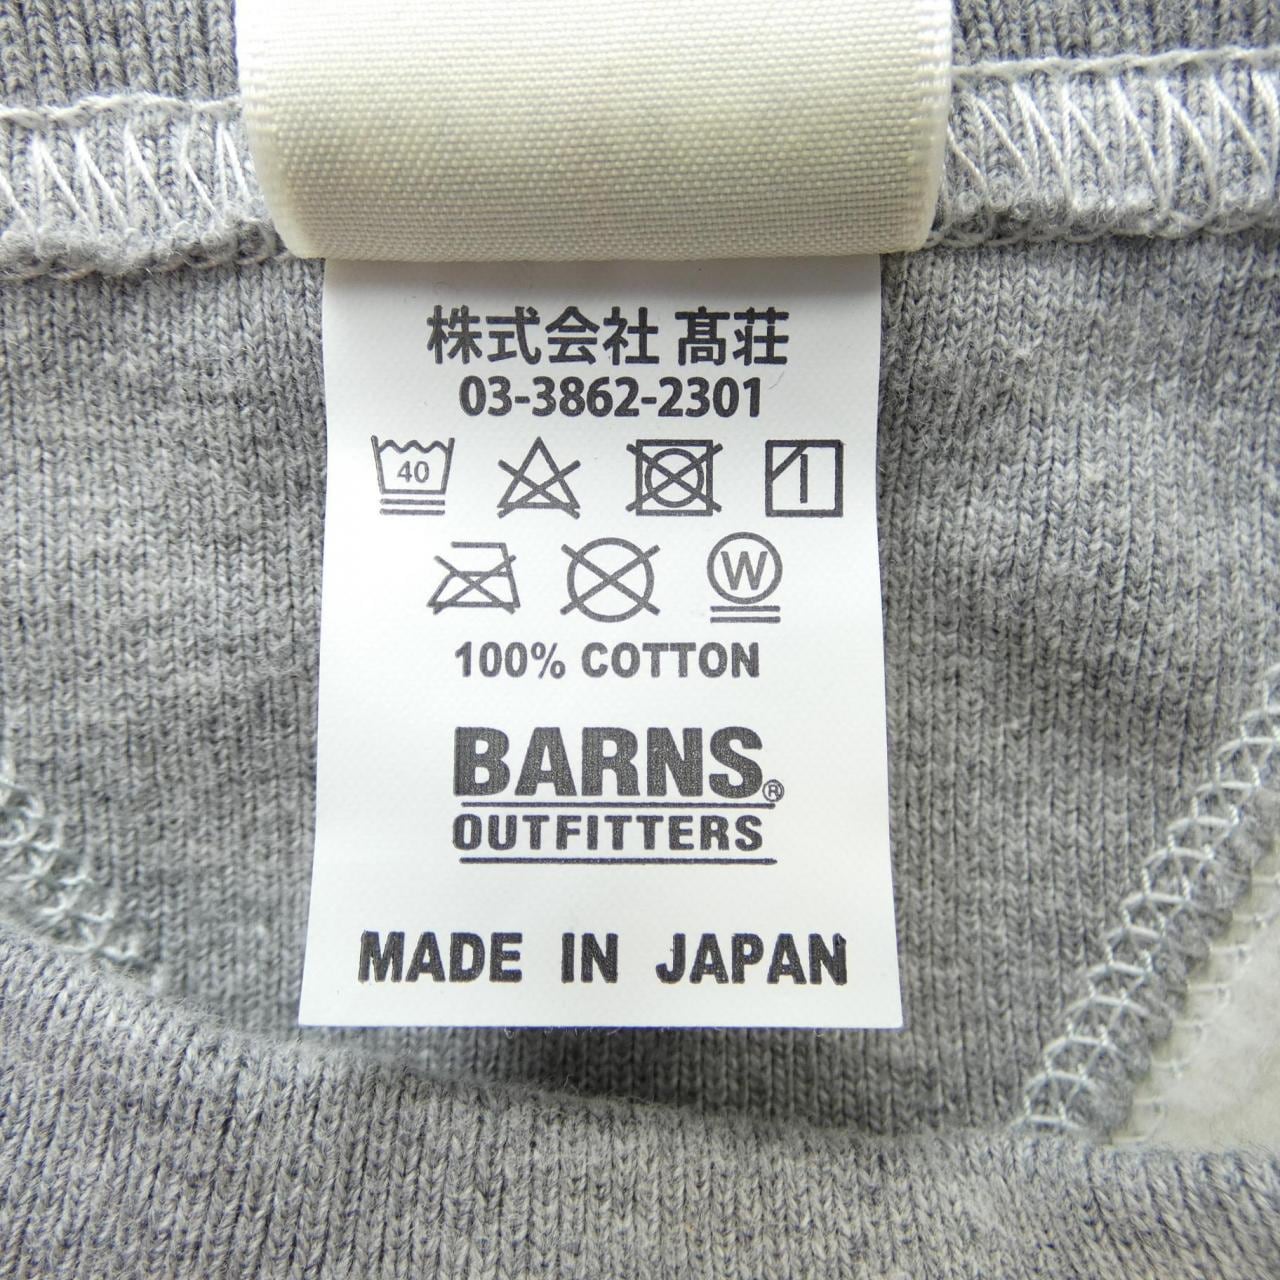 株式会社 髙荘
03-3862-2301
40
W
100% COTTON
BARNS®
OUTFITTERS
MADE IN JAPAN